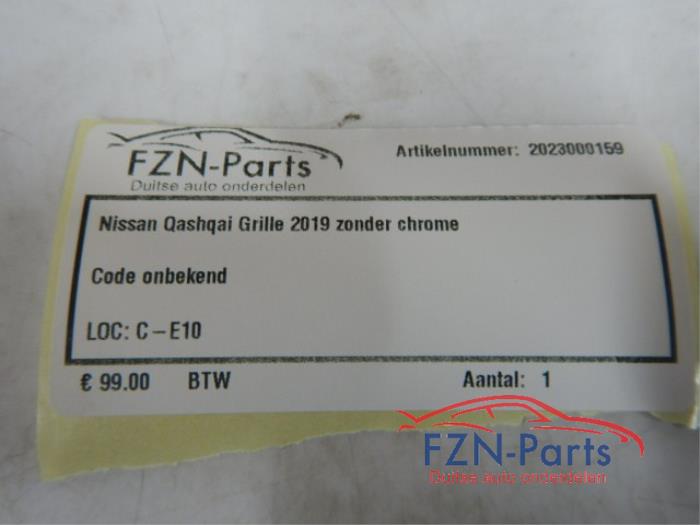 FZN-Parts
Duitse auto onderdelen
Artikelnummer: 2023000159
Nissan Qashqai Grille 2019 zonder chrome
Code onbekend
LOC: C-E10
€ 99.00 BTW Aantal: 1
FZN-Parts
Duitse auto onderdelen